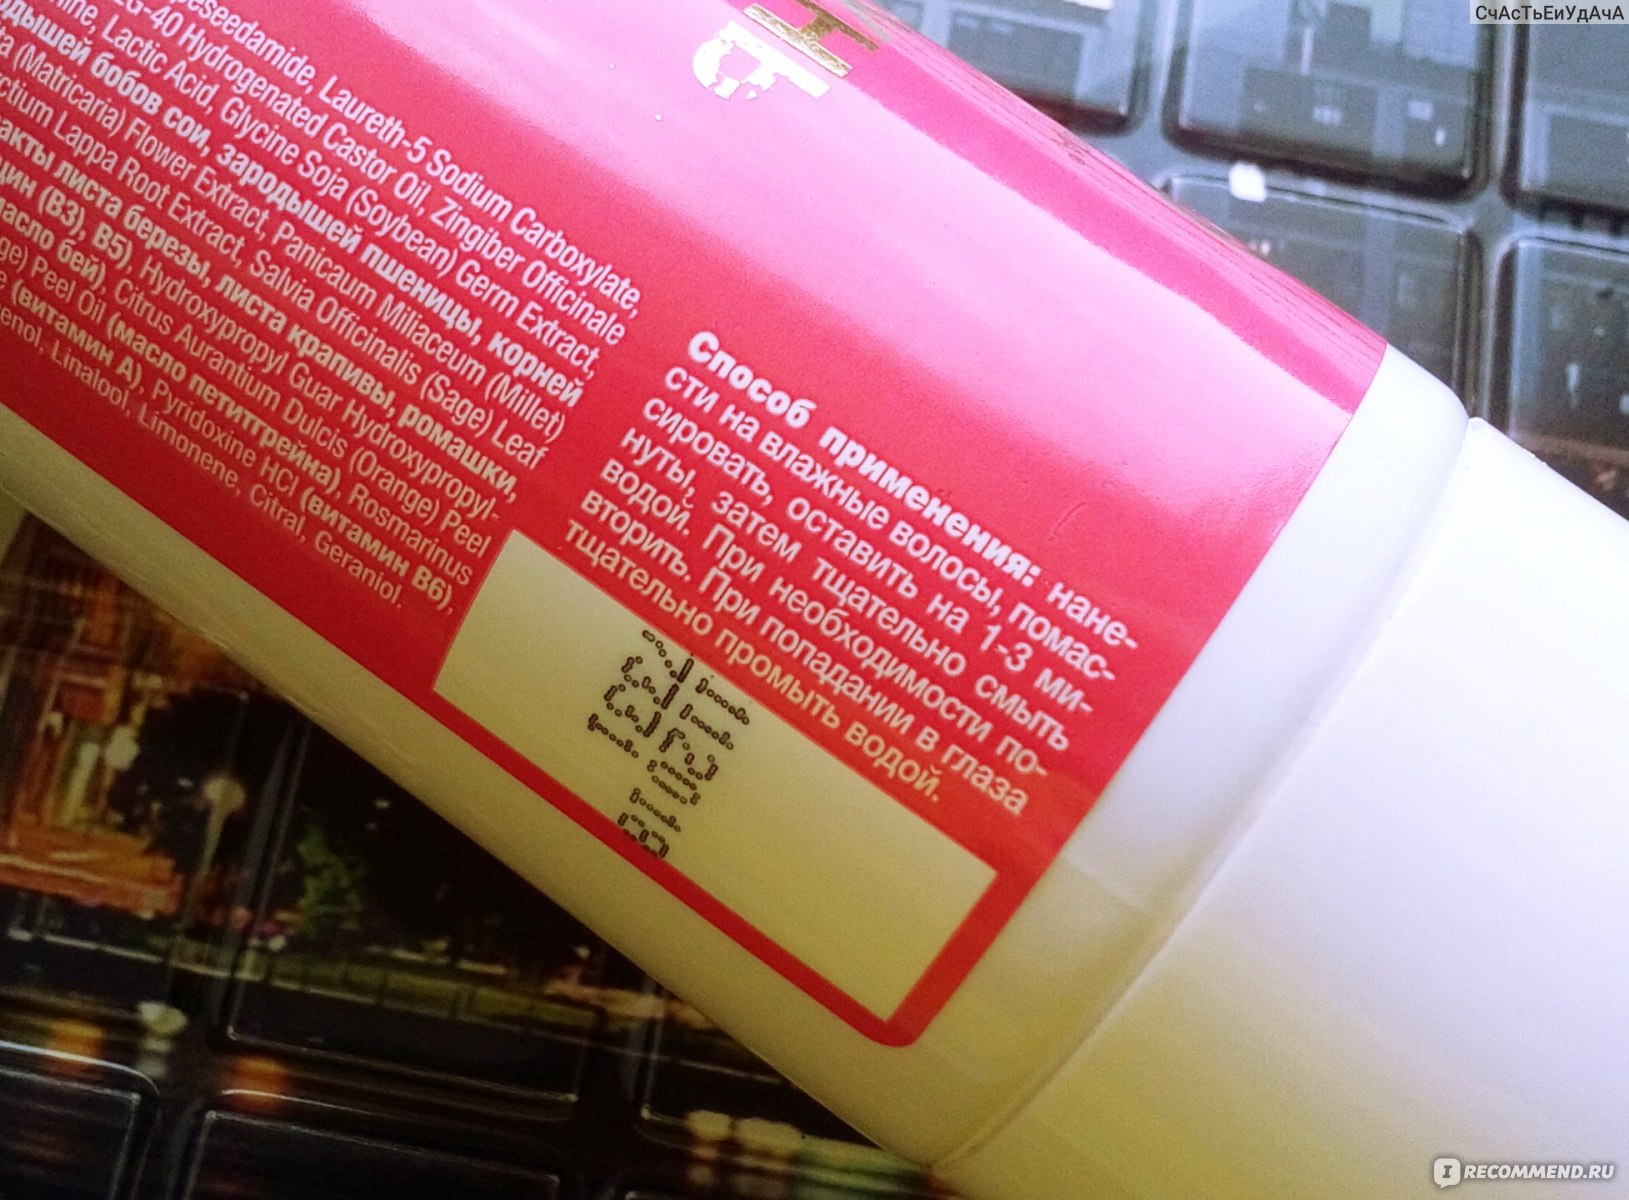 СчАсТьЕиУдАчА
peseedamide, Laureth-5 Sodium Carboxylate,
EG-40 Hydrogenated Castor Oil, Zingiber Officinale
Lactic Acid, Glycine Soja (Soybean) Germ Extract,
бобов сои, зародышей пшеницы, корней
(Matricaria) Flower Extract, Panicaum Miliaceum (Millet)
Lappa Root Extract, Salvia Officinalis (Sage) Leaf
листа березы, листа крапивы, ромашки,
(B3), B5), Hydroxypropyl Guar Hydroxypropyl-
масло бей), Citrus Aurantium Dulcis (Orange) Peel
Peel Oil (масло петитгрейна), Rosmarinus
(витамин А), Pyridoxine HCl (витамин B6),
Linalool, Limonene, Citral, Geraniol.
Способ применения: нане-
сти на влажные волосы, помас-
сировать, оставить на 1-3 ми-
нуты, затем тщательно смыть
водой. При необходимости по-
вторить. При попадании в глаза
тщательно промыть водой.
IRECOMMEND.RU